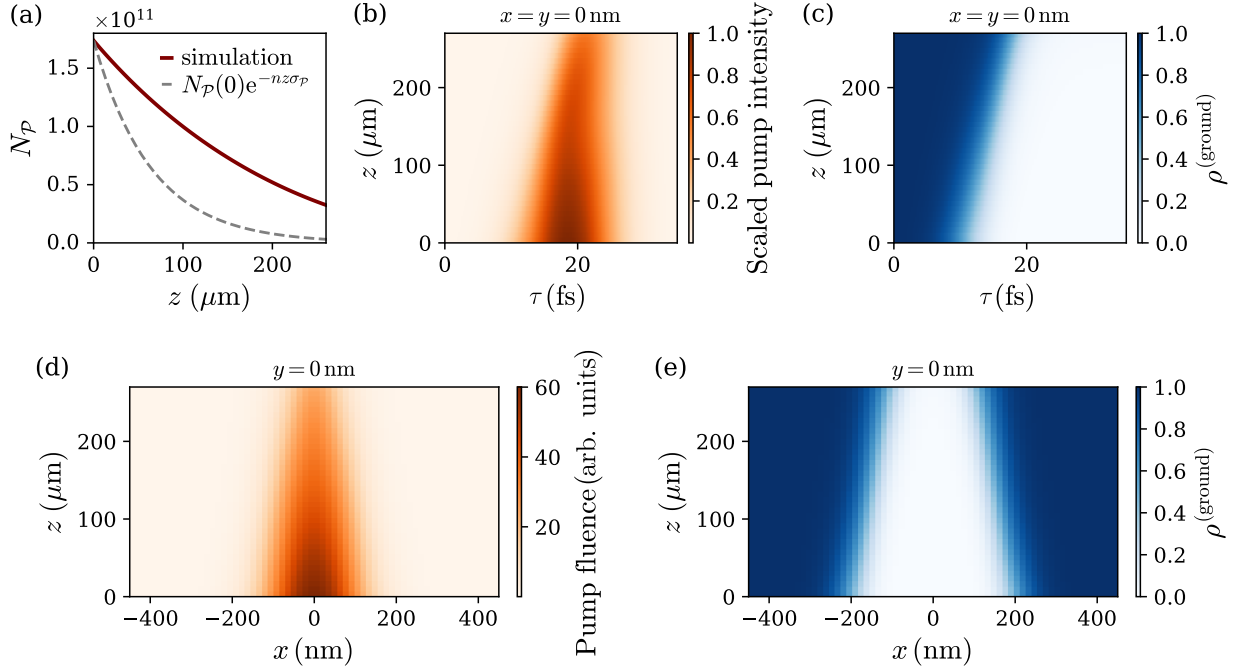 (a)
×10¹¹
1.5
1.0
0.5
0.0
N_P
simulation
N_P(0)e^{−nzσ_P}
0
100
200
z (μm)
(b)
x = y = 0 nm
200
100
0
z (μm)
0
20
τ (fs)
1.0
0.8
0.6
0.4
0.2
Scaled pump intensity
(c)
x = y = 0 nm
200
100
0
z (μm)
0
20
τ (fs)
1.0
0.8
0.6
0.4
0.2
0.0
ρ^(ground)
(d)
y = 0 nm
200
100
0
z (μm)
−400
−200
0
200
400
x (nm)
60
40
20
Pump fluence (arb. units)
(e)
y = 0 nm
200
100
0
z (μm)
−400
−200
0
200
400
x (nm)
1.0
0.8
0.6
0.4
0.2
0.0
ρ^(ground)